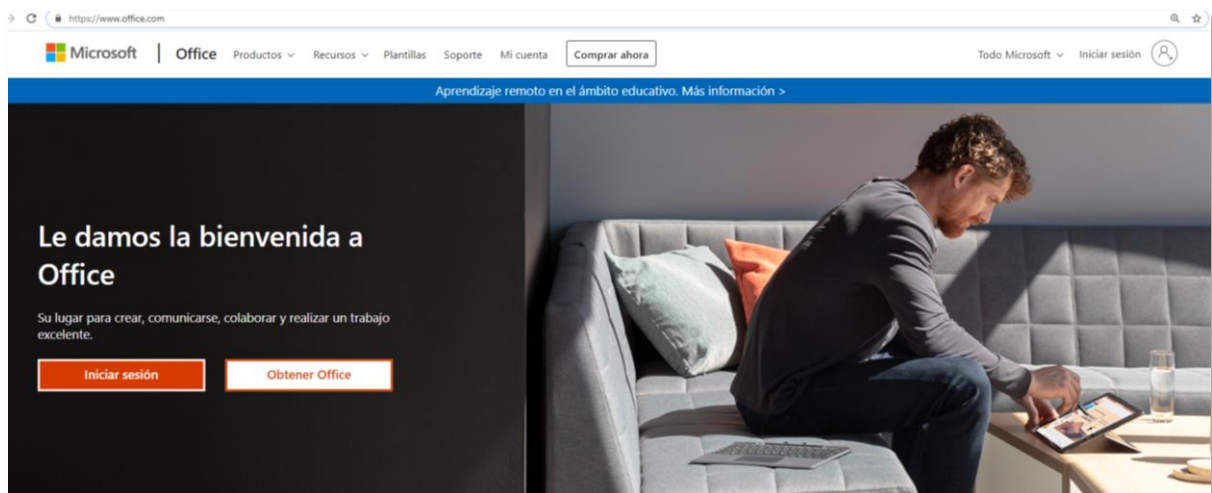 https://www.office.com
Microsoft | Office Productos Recursos Plantillas Soporte Mi cuenta Comprar ahora Todo Microsoft Iniciar sesión
Aprendizaje remoto en el ámbito educativo. Más información >
Le damos la bienvenida a
Office
Su lugar para crear, comunicarse, colaborar y realizar un trabajo
excelente.
Iniciar sesión Obtener Office